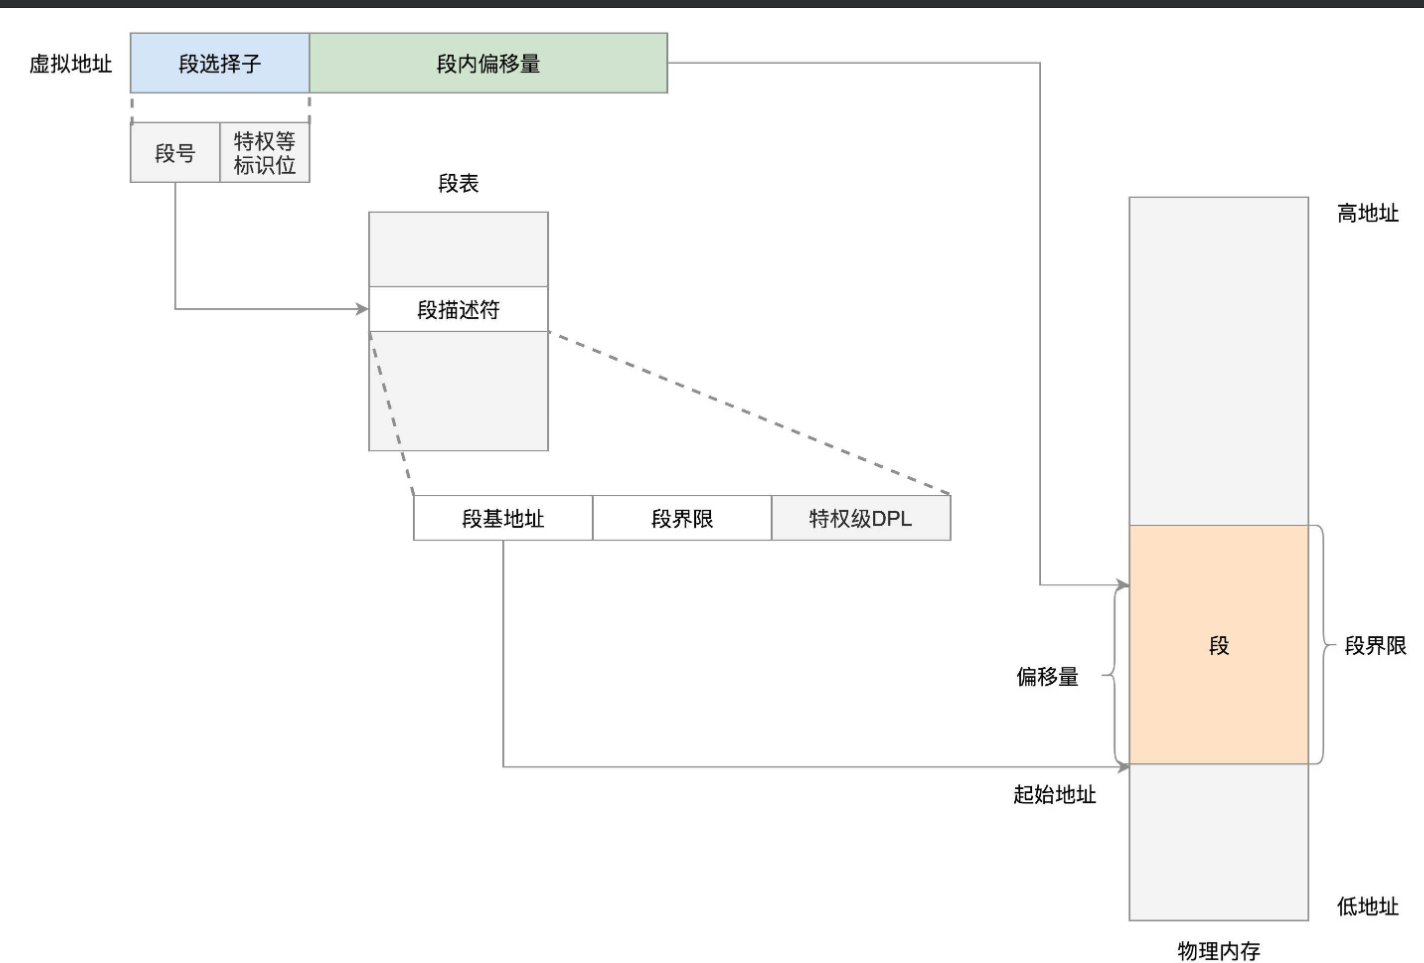 虚拟地址
段选择子
段内偏移量
段号
特权等
标识位
段表
高地址
段描述符
段基地址
段界限
特权级DPL
段
段界限
偏移量
起始地址
低地址
物理内存